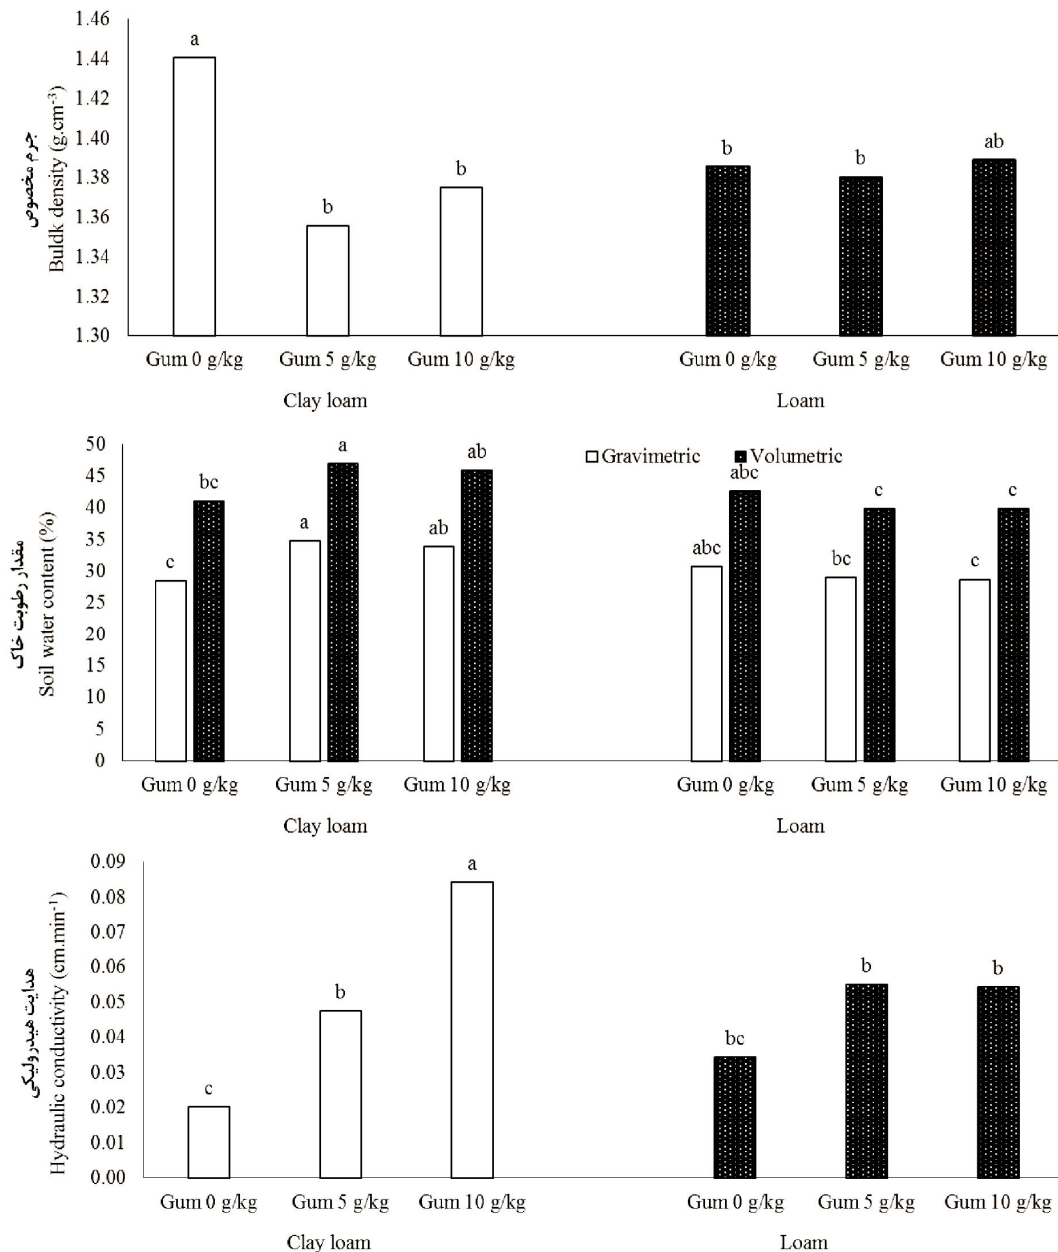 1.46
1.44
1.42
1.40
1.38
1.36
1.34
1.32
1.30
جرم مخصوص
Buldk density (g.cm⁻³)
a
b
b
b
b
ab
Gum 0 g/kg Gum 5 g/kg Gum 10 g/kg Gum 0 g/kg Gum 5 g/kg Gum 10 g/kg
Clay loam Loam
50
45
40
35
30
25
20
15
10
5
0
مقدار رطوبت خاک
Soil water content (%)
Gravimetric Volumetric
c bc
a a
ab ab
abc abc
bc c
c c
Gum 0 g/kg Gum 5 g/kg Gum 10 g/kg Gum 0 g/kg Gum 5 g/kg Gum 10 g/kg
Clay loam Loam
0.09
0.08
0.07
0.06
0.05
0.04
0.03
0.02
0.01
0.00
هدایت هیدرولیکی
Hydraulic conductivity (cm.min⁻¹)
c
b
a
bc
b
b
Gum 0 g/kg Gum 5 g/kg Gum 10 g/kg Gum 0 g/kg Gum 5 g/kg Gum 10 g/kg
Clay loam Loam